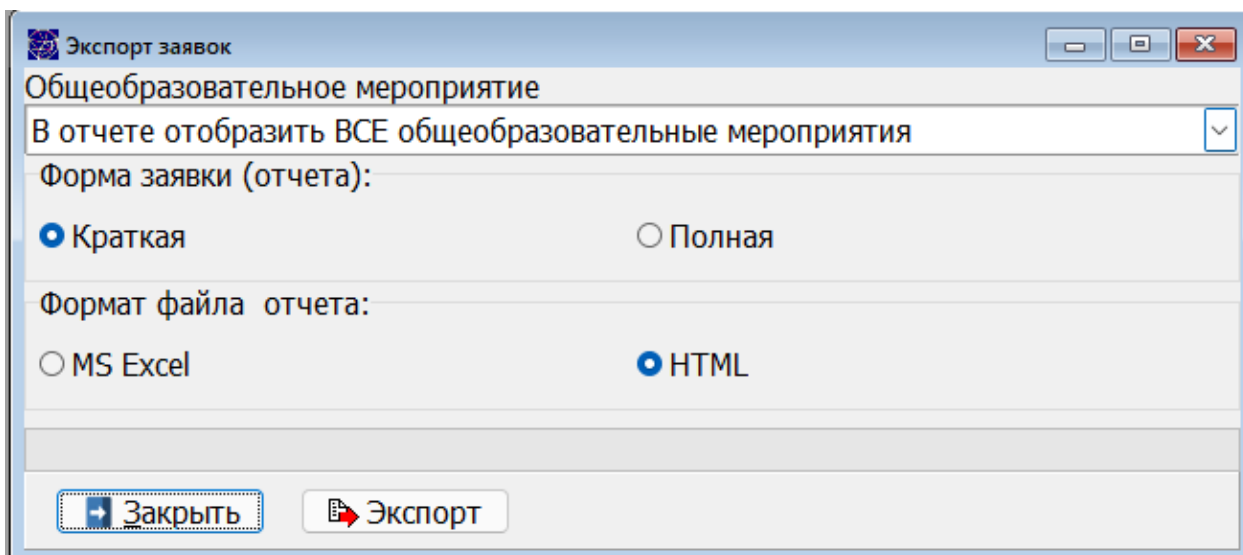 Экспорт заявок
Общеобразовательное мероприятие
В отчете отобразить ВСЕ общеобразовательные мероприятия
Форма заявки (отчета):
Краткая Полная
Формат файла отчета:
MS Excel HTML
Закрыть Экспорт